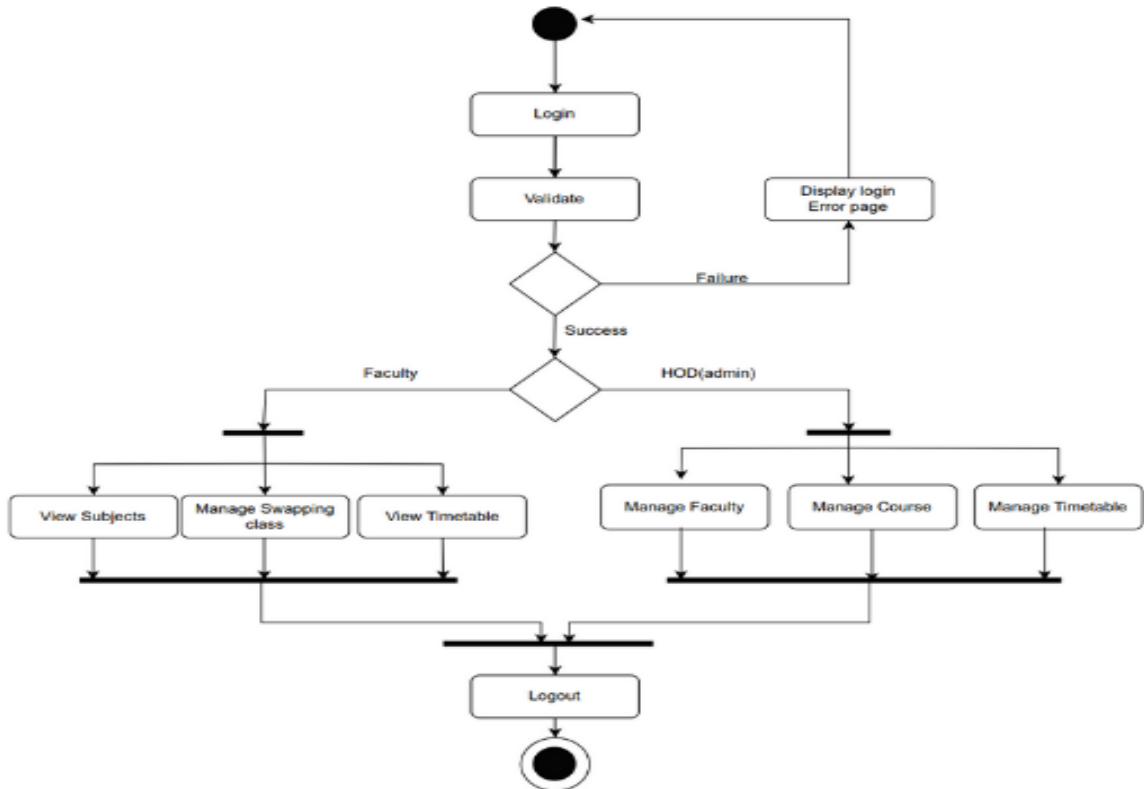 Login
Validate
Display login
Error page
Failure
Success
Faculty
HOD(admin)
View Subjects
Manage Swapping
class
View Timetable
Manage Faculty
Manage Course
Manage Timetable
Logout